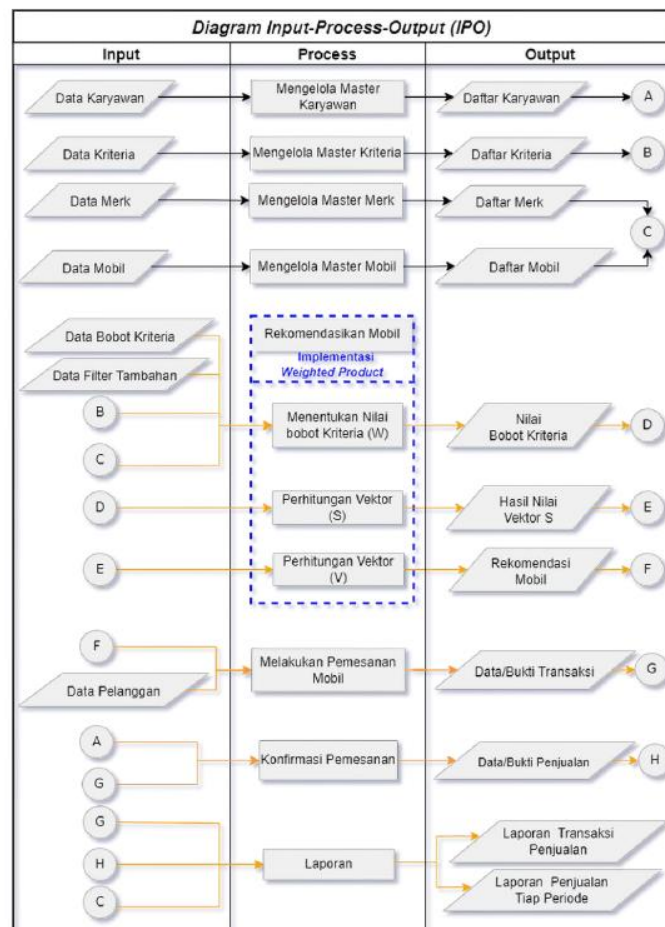 Diagram Input-Process-Output (IPO)
Input
Process
Output
Data Karyawan
Mengelola Master
Karyawan
Daftar Karyawan
A
Data Kriteria
Mengelola Master Kriteria
Daftar Kriteria
B
Data Merk
Mengelola Master Merk
Daftar Merk
C
Data Mobil
Mengelola Master Mobil
Daftar Mobil
Data Bobot Kriteria
Data Filter Tambahan
B
C
Rekomendasikan Mobil
Implementasi
Weighted Product
Menentukan Nilai
bobot Kriteria (W)
Nilai
Bobot Kriteria
D
D
Perhitungan Vektor
(S)
Hasil Nilai
Vektor S
E
E
Perhitungan Vektor
(V)
Rekomendasi
Mobil
F
F
Data Pelanggan
Melakukan Pemesanan
Mobil
Data/Bukti Transaksi
G
A
G
Konfirmasi Pemesanan
Data/Bukti Penjualan
H
G
H
C
Laporan
Laporan Transaksi
Penjualan
Laporan Penjualan
Tiap Periode